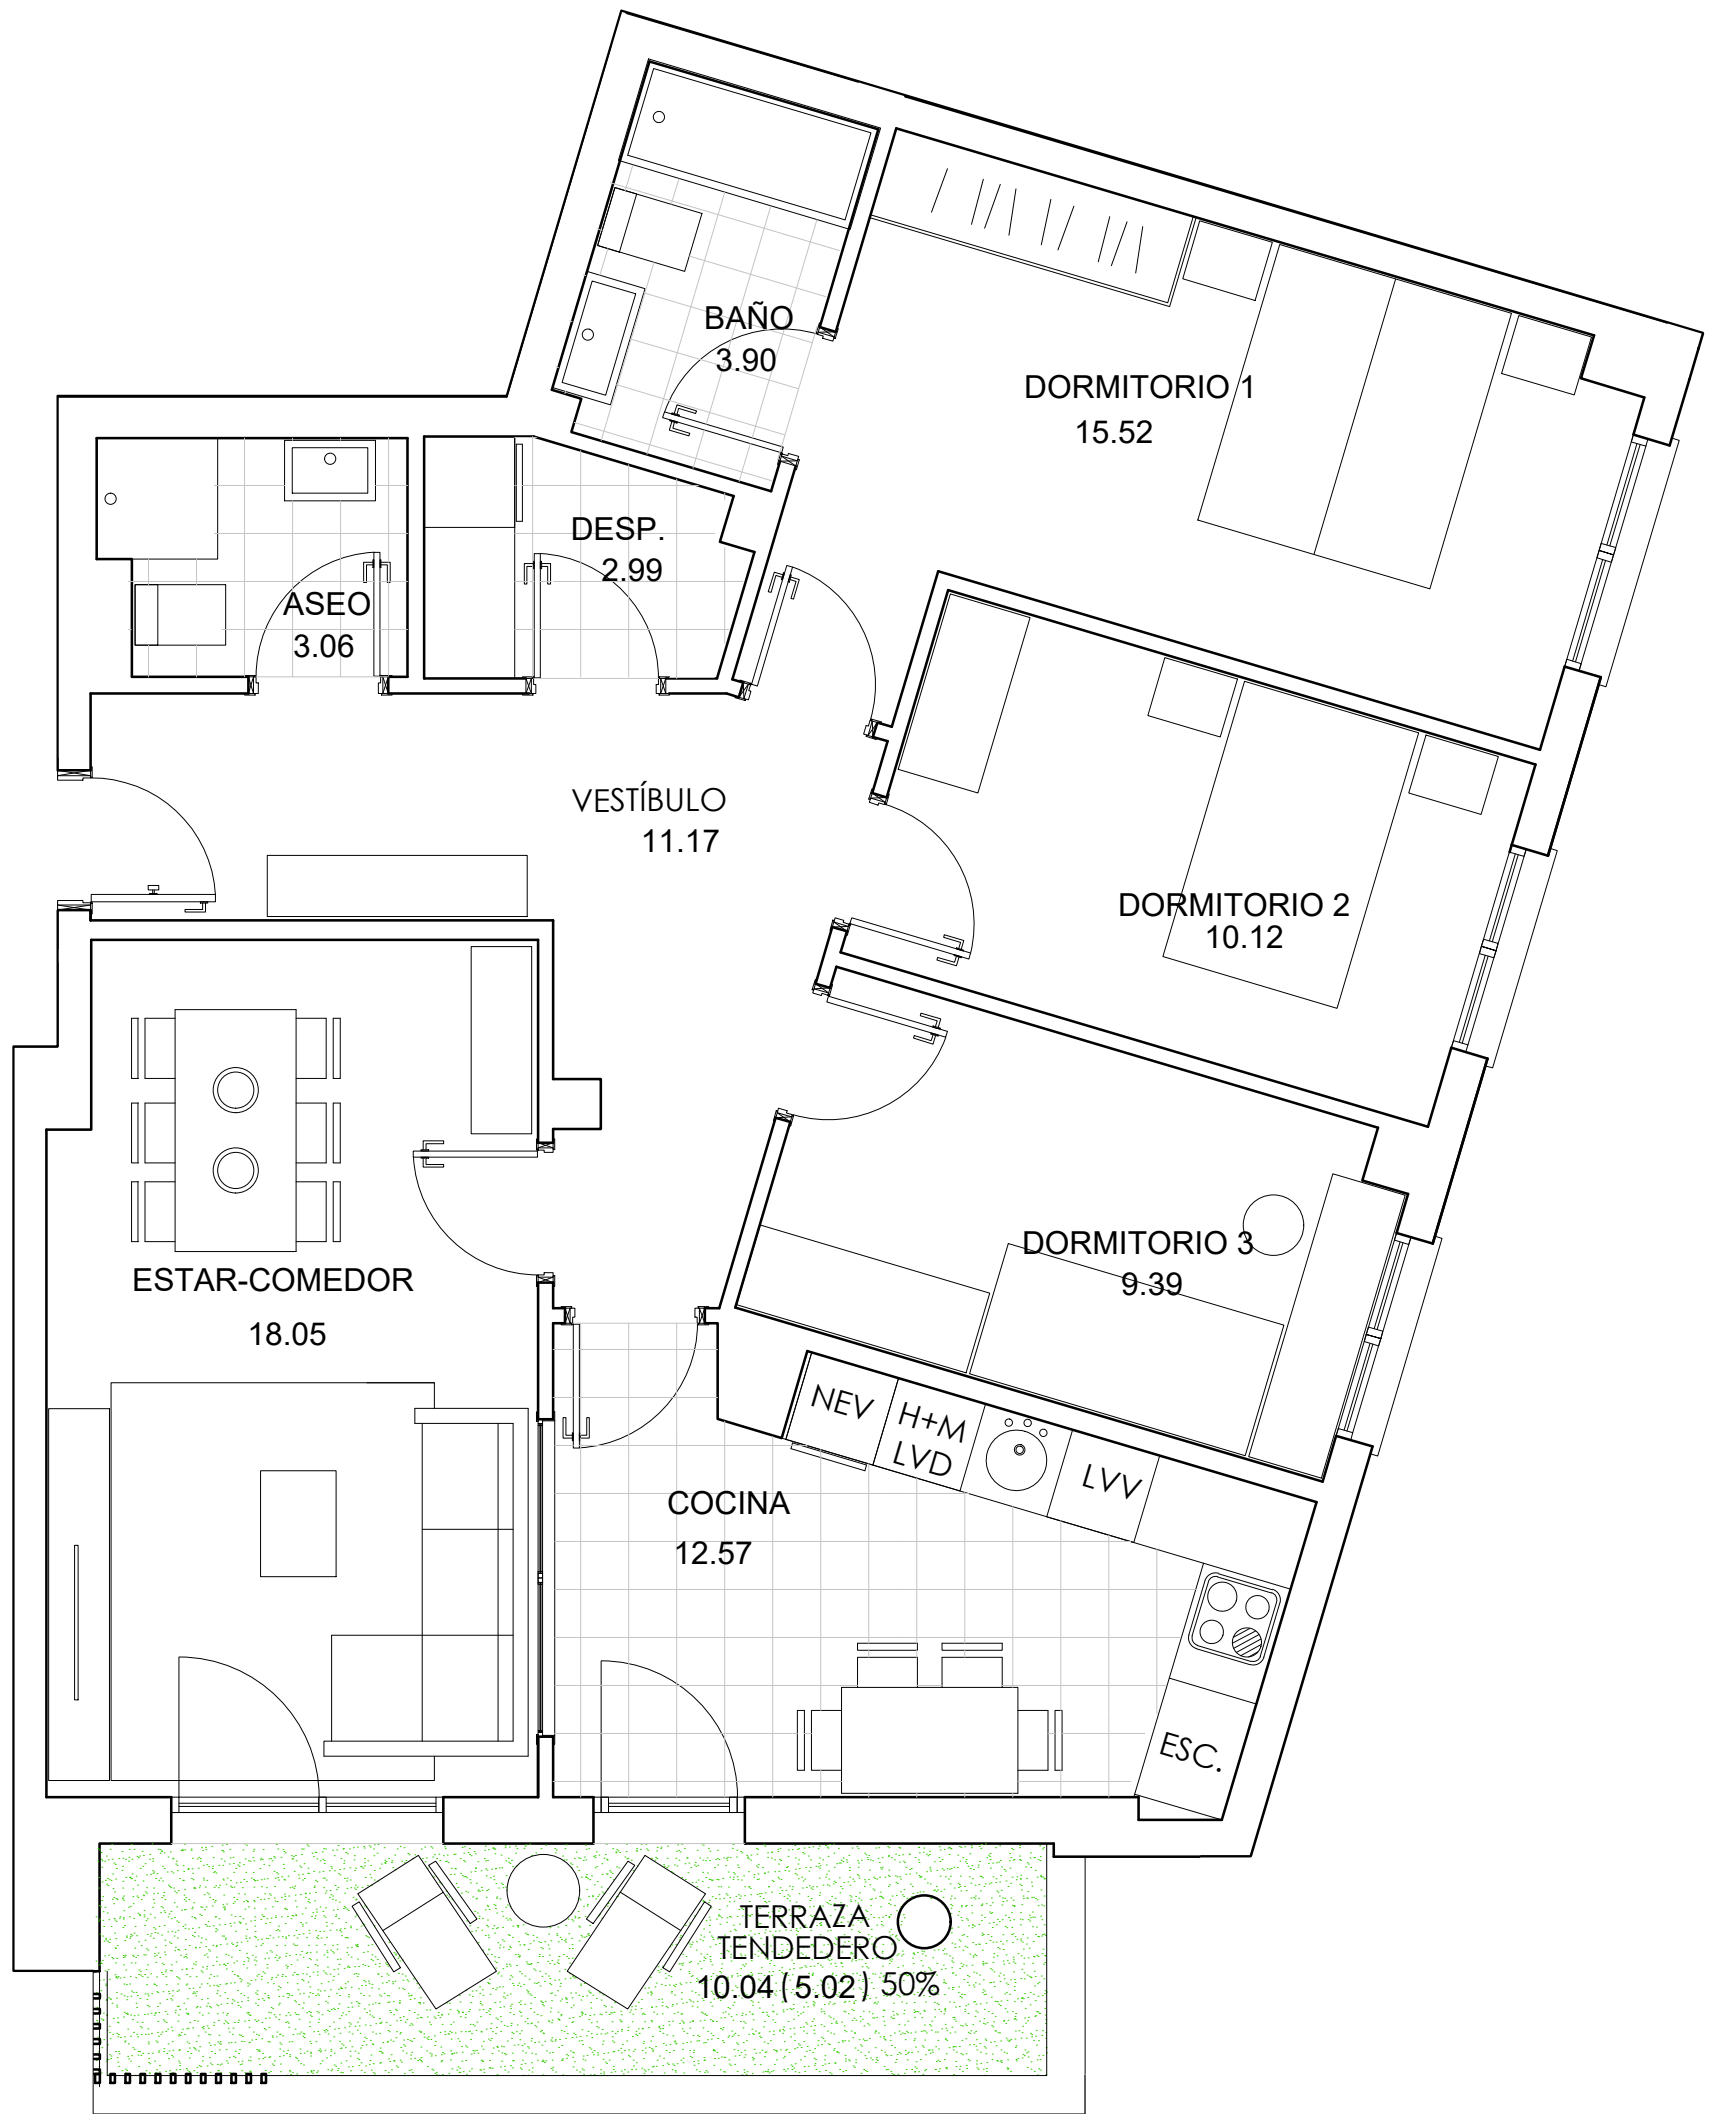 BAÑO
3.90
DORMITORIO 1
15.52
DESP.
2.99
ASEO
3.06
VESTÍBULO
11.17
DORMITORIO 2
10.12
DORMITORIO 3
9.39
ESTAR-COMEDOR
18.05
NEV
H+M
LVD
LVV
COCINA
12.57
ESC.
TERRAZA
TENDEDERO
10.04 (5.02) 50%